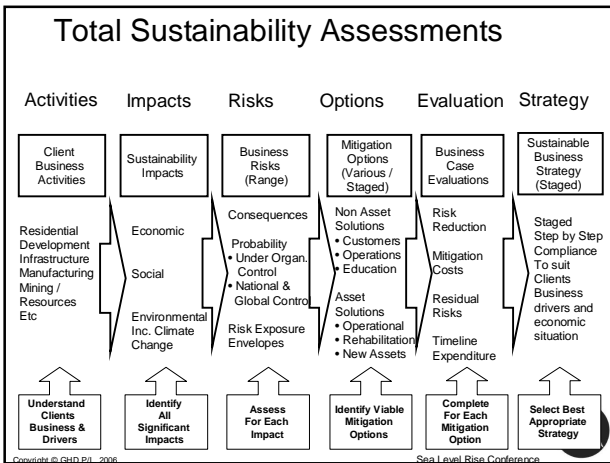 Total Sustainability Assessments
Activities
Impacts
Risks
Options
Evaluation
Strategy
Client
Business
Activities
Sustainability
Impacts
Business
Risks
(Range)
Mitigation
Options
(Various /
Staged)
Business
Case
Evaluations
Sustainable
Business
Strategy
(Staged)
Residential
Development
Infrastructure
Manufacturing
Mining /
Resources
Etc
Economic
Social
Environmental
Inc. Climate
Change
Consequences
Probability
• Under Organ.
Control
• National &
Global Control
Risk Exposure
Envelopes
Non Asset
Solutions
• Customers
• Operations
• Education
Asset
Solutions
• Operational
• Rehabilitation
• New Assets
Risk
Reduction
Mitigation
Costs
Residual
Risks
Timeline
Expenditure
Staged
Step by Step
Compliance
To suit
Clients
Business
drivers and
economic
situation
Understand
Clients
Business &
Drivers
Identify
All
Significant
Impacts
Assess
For Each
Impact
Identify Viable
Mitigation
Options
Complete
For Each
Mitigation
Option
Select Best
Appropriate
Strategy
Copyright © GHD P/L 2006
Sea Level Rise Conference